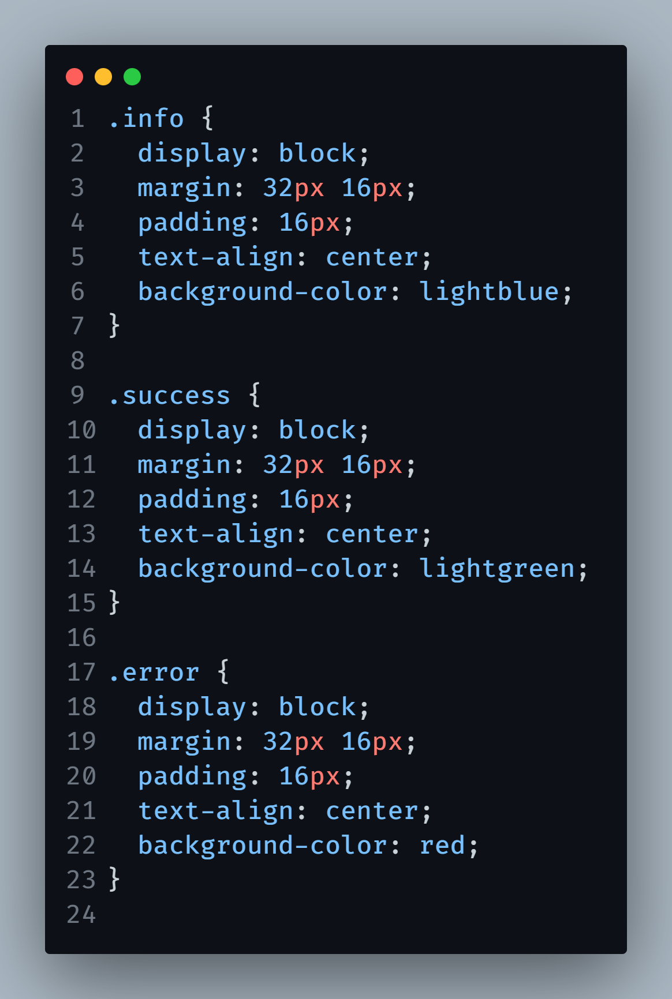 1 .info {
2   display: block;
3   margin: 32px 16px;
4   padding: 16px;
5   text-align: center;
6   background-color: lightblue;
7 }
8
9 .success {
10   display: block;
11   margin: 32px 16px;
12   padding: 16px;
13   text-align: center;
14   background-color: lightgreen;
15 }
16
17 .error {
18   display: block;
19   margin: 32px 16px;
20   padding: 16px;
21   text-align: center;
22   background-color: red;
23 }
24